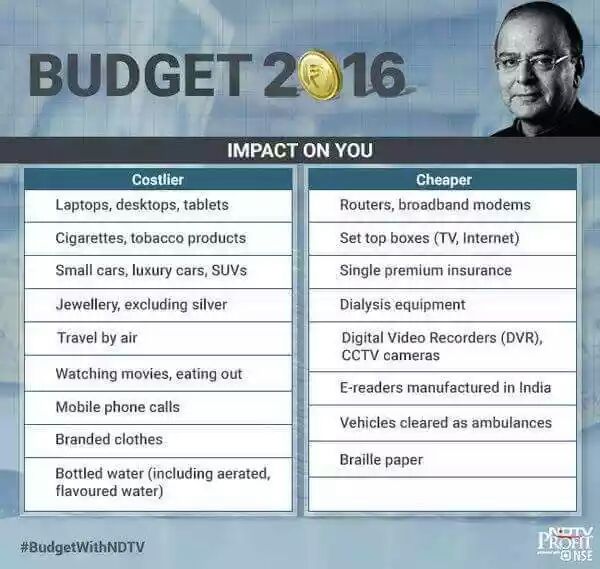 BUDGET 2016
IMPACT ON YOU
Costlier
Laptops, desktops, tablets
Cigarettes, tobacco products
Small cars, luxury cars, SUVs
Jewellery, excluding silver
Travel by air
Watching movies, eating out
Mobile phone calls
Branded clothes
Bottled water (including aerated,
flavoured water)
Cheaper
Routers, broadband modems
Set top boxes (TV, Internet)
Single premium insurance
Dialysis equipment
Digital Video Recorders (DVR),
CCTV cameras
E-readers manufactured in India
Vehicles cleared as ambulances
Braille paper
#BudgetWithNDTV
NDTV
PROFIT
NSE